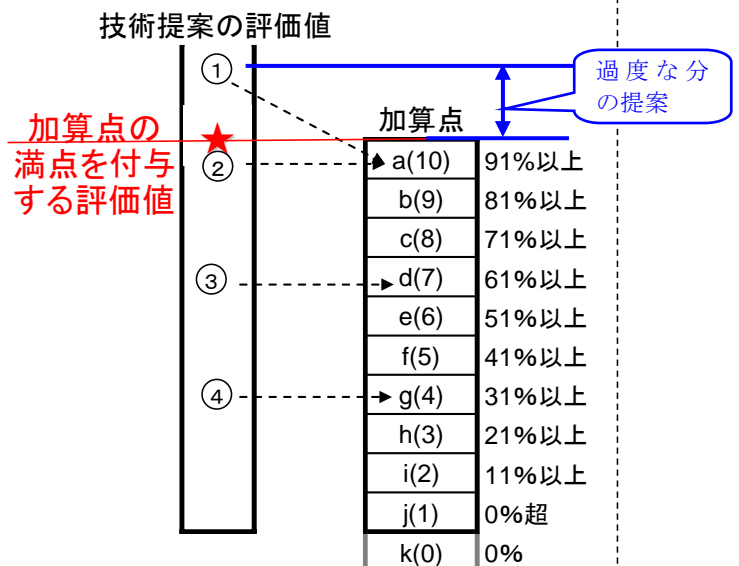 技術提案の評価値
①
過度な分
の提案
加算点の
満点を付与
する評価値
★
加算点
②
a(10) 91%以上
b(9) 81%以上
c(8) 71%以上
③
d(7) 61%以上
e(6) 51%以上
f(5) 41%以上
④
g(4) 31%以上
h(3) 21%以上
i(2) 11%以上
j(1) 0%超
k(0) 0%